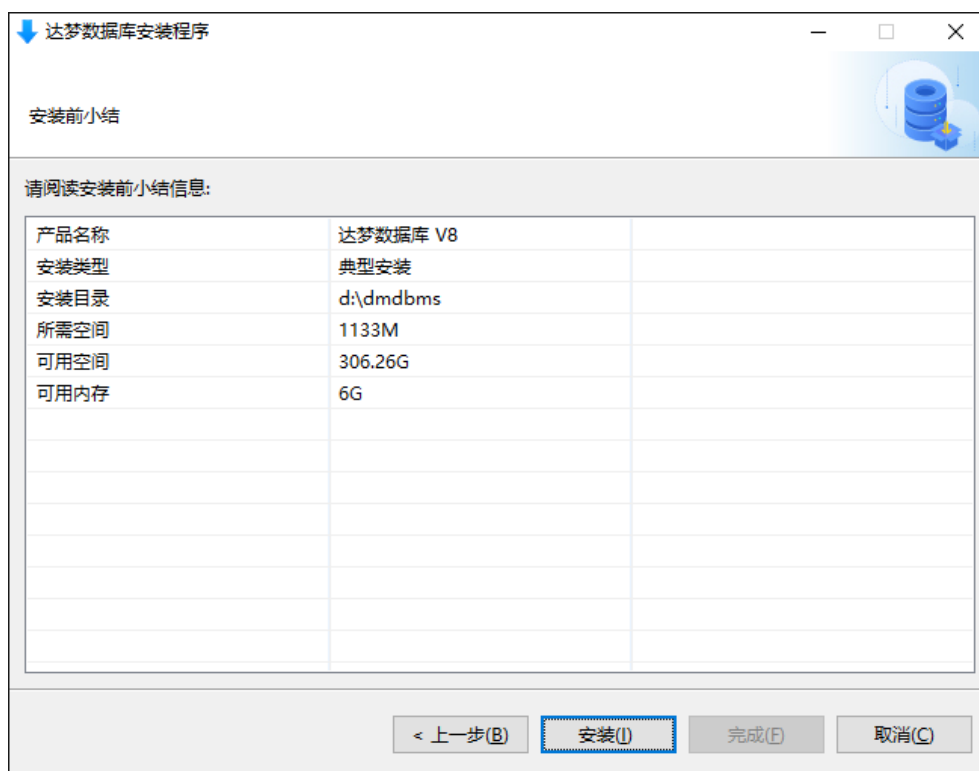 达梦数据库安装程序
安装前小结
请阅读安装前小结信息:
产品名称 达梦数据库 V8
安装类型 典型安装
安装目录 d:\dmdbms
所需空间 1133M
可用空间 306.26G
可用内存 6G
< 上一步(B) 安装(I) 完成(F) 取消(C)